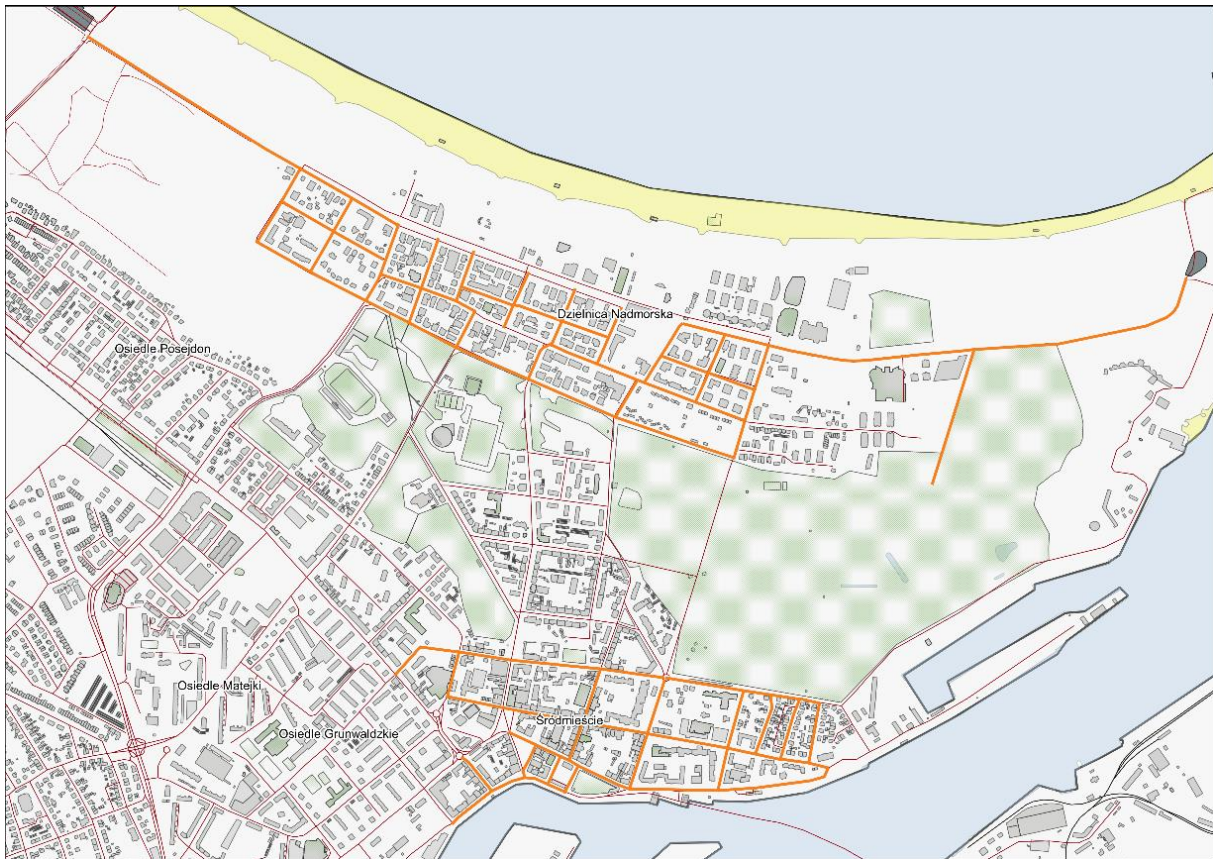 Dzielnica Nadmorska
Osiedle Posejdon
Osiedle Matejki
Śródmieście
Osiedle Grunwaldzkie